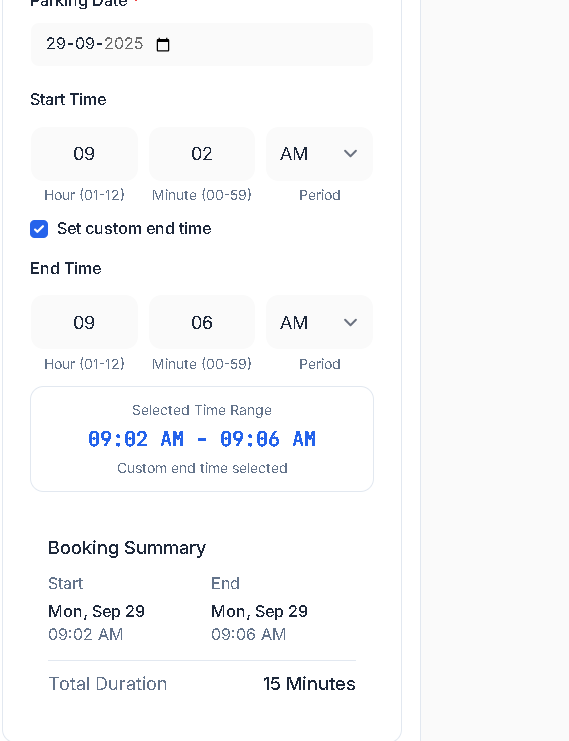 Parking Date *
29-09-2025
Start Time
09 02 AM
Hour (01-12) Minute (00-59) Period
Set custom end time
End Time
09 06 AM
Hour (01-12) Minute (00-59) Period
Selected Time Range
09:02 AM - 09:06 AM
Custom end time selected
Booking Summary
Start End
Mon, Sep 29 Mon, Sep 29
09:02 AM 09:06 AM
Total Duration 15 Minutes